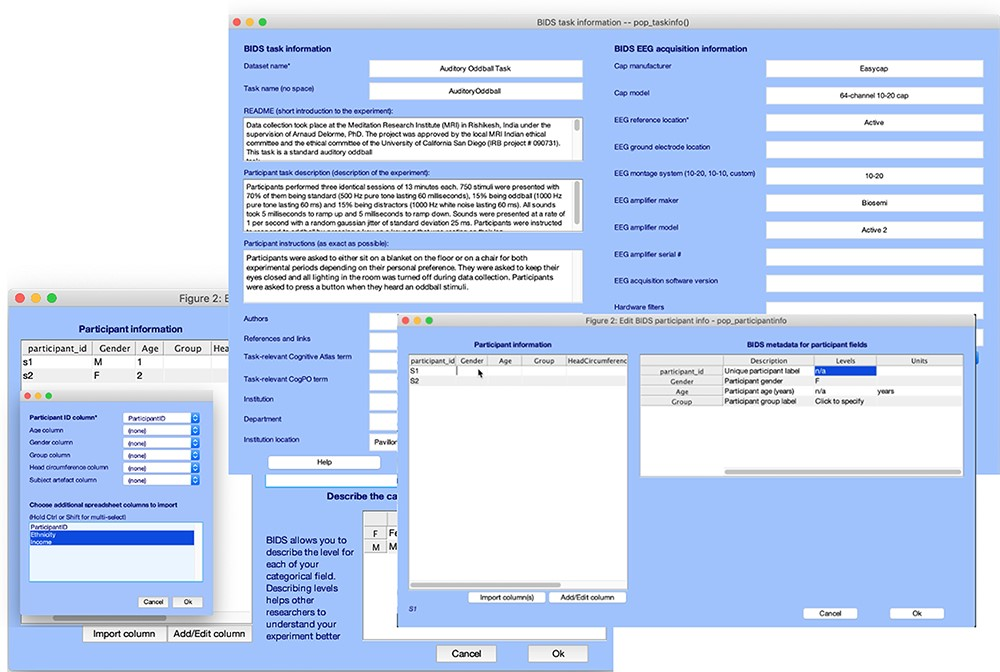 BIDS task information -- pop_taskinfo()
BIDS task information
Dataset name*
Auditory Oddball Task
Task name (no space)
AuditoryOddball
README (short introduction to the experiment):
Data collection took place at the Meditation Research Institute (MRI) in Rishikesh, India under the
supervision of Arnaud Delorme, PhD. The project was approved by the local MRI Indian ethical
committee and the ethical committee of the University of California San Diego (IRB project # 090731).
This task is a standard auditory oddball
Participant task description (description of the experiment):
Participants performed three identical sessions of 13 minutes each. 750 stimuli were presented with
70% of them being standard (500 Hz pure tone lasting 60 milliseconds), 15% being oddball (1000 Hz
pure tone lasting 60 ms) and 15% being distractors (1000 Hz white noise lasting 60 ms). All sounds
took 5 milliseconds to ramp up and 5 milliseconds to ramp down. Sounds were presented at a rate of
1 per second with a random gaussian jitter of standard deviation 25 ms. Participants were instructed
Participant instructions (as exact as possible):
Participants were asked to either sit on a blanket on the floor or on a chair for both
experimental periods depending on their personal preference. They were asked to keep their
eyes closed and all lighting in the room was turned off during data collection. Participants
were asked to press a button when they heard an oddball stimuli.
Authors
References and links
Task-relevant Cognitive Atlas term
Task-relevant CogPO term
Institution
Department
Institution location
Pavillon
Help
BIDS EEG acquisition information
Cap manufacturer
Easycap
Cap model
64-channel 10-20 cap
EEG reference location*
Active
EEG ground electrode location
EEG montage system (10-20, 10-10, custom)
10-20
EEG amplifier maker
Biosemi
EEG amplifier model
Active 2
EEG amplifier serial #
EEG acquisition software version
Hardware filters
Figure 2: E
Participant information
participant_id Gender Age Group Hea
s1 M 1
s2 F 2
Participant ID column*
ParticipantID
Age column
(none)
Gender column
(none)
Group column
(none)
Head circumference column
(none)
Subject artefact column
(none)
Choose additional spreadsheet columns to import
(Hold Ctrl or Shift for multi-select)
ParticipantID
Ethnicity
Income
Cancel Ok
Import column Add/Edit column
Describe the ca
BIDS allows you to
describe the level for
each of your
categorical field.
Describing levels
helps other
researchers to
understand your
experiment better
F Fe
M M
Cancel Ok
Figure 2: Edit BIDS participant info - pop_participantinfo
Participant information
participant_id Gender Age Group HeadCircumferenc
S1
S2
Import column(s) Add/Edit column
S1
BIDS metadata for participant fields
Description Levels Units
participant_id Unique participant label n/a
Gender Participant gender F
Age Participant age (years) n/a years
Group Participant group label Click to specify
Cancel Ok